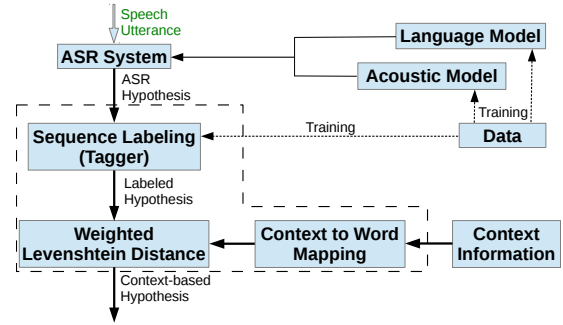 Speech
Utterance
Language Model
ASR System
Acoustic Model
ASR
Hypothesis
Training
Training
Sequence Labeling
(Tagger)
Data
Labeled
Hypothesis
Weighted
Levenshtein Distance
Context to Word
Mapping
Context
Information
Context-based
Hypothesis